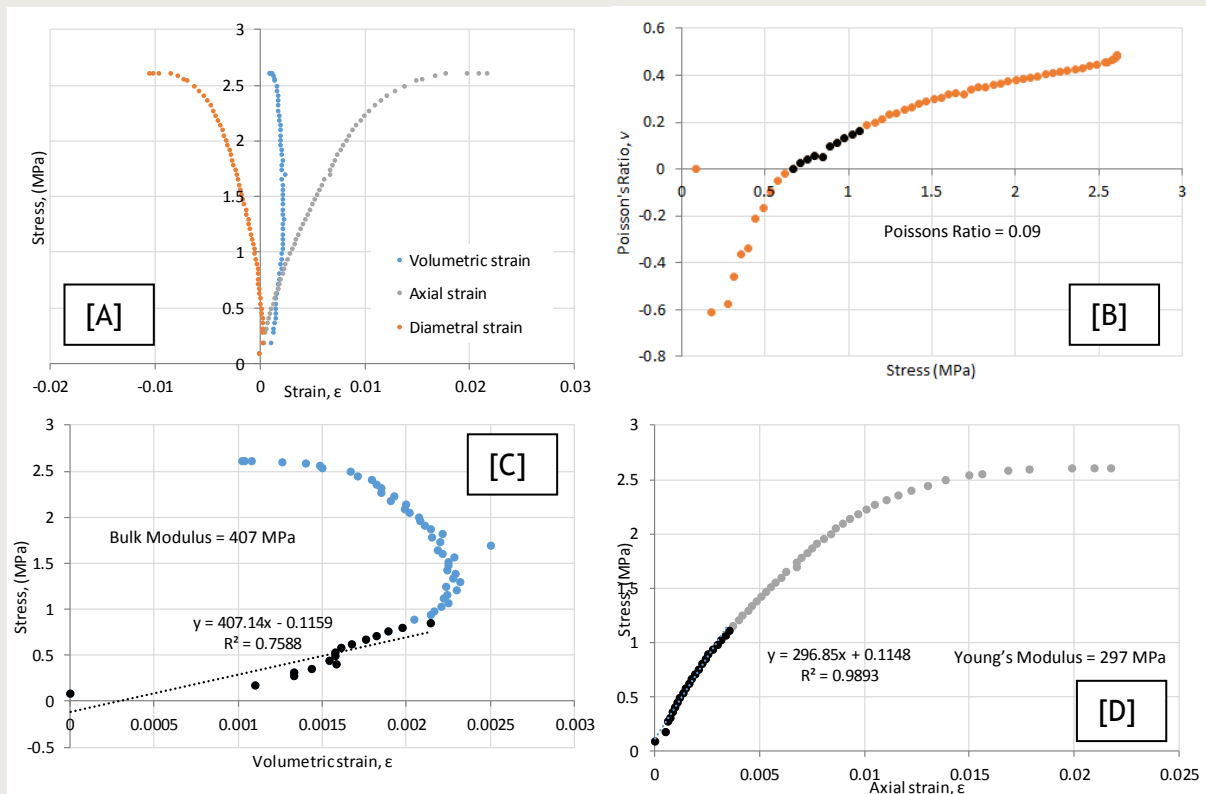 3
2.5
2
1.5
1
0.5
0
-0.02
-0.01
0
0.01
0.02
0.03
Stress, (MPa)
Strain, ε
Volumetric strain
Axial strain
Diametral strain
[A]
0.6
0.4
0.2
0
-0.2
-0.4
-0.6
-0.8
0
0.5
1
1.5
2
2.5
3
Poisson's Ratio, v
Stress (MPa)
Poissons Ratio = 0.09
[B]
3
2.5
2
1.5
1
0.5
0
-0.5
0
0.0005
0.001
0.0015
0.002
0.0025
0.003
Stress, (MPa)
Volumetric strain, ε
Bulk Modulus = 407 MPa
y = 407.14x - 0.1159
R² = 0.7588
[C]
3
2.5
2
1.5
1
0.5
0
0
0.005
0.01
0.015
0.02
0.025
Stress, (MPa)
Axial strain, ε
y = 296.85x + 0.1148
R² = 0.9893
Young’s Modulus = 297 MPa
[D]